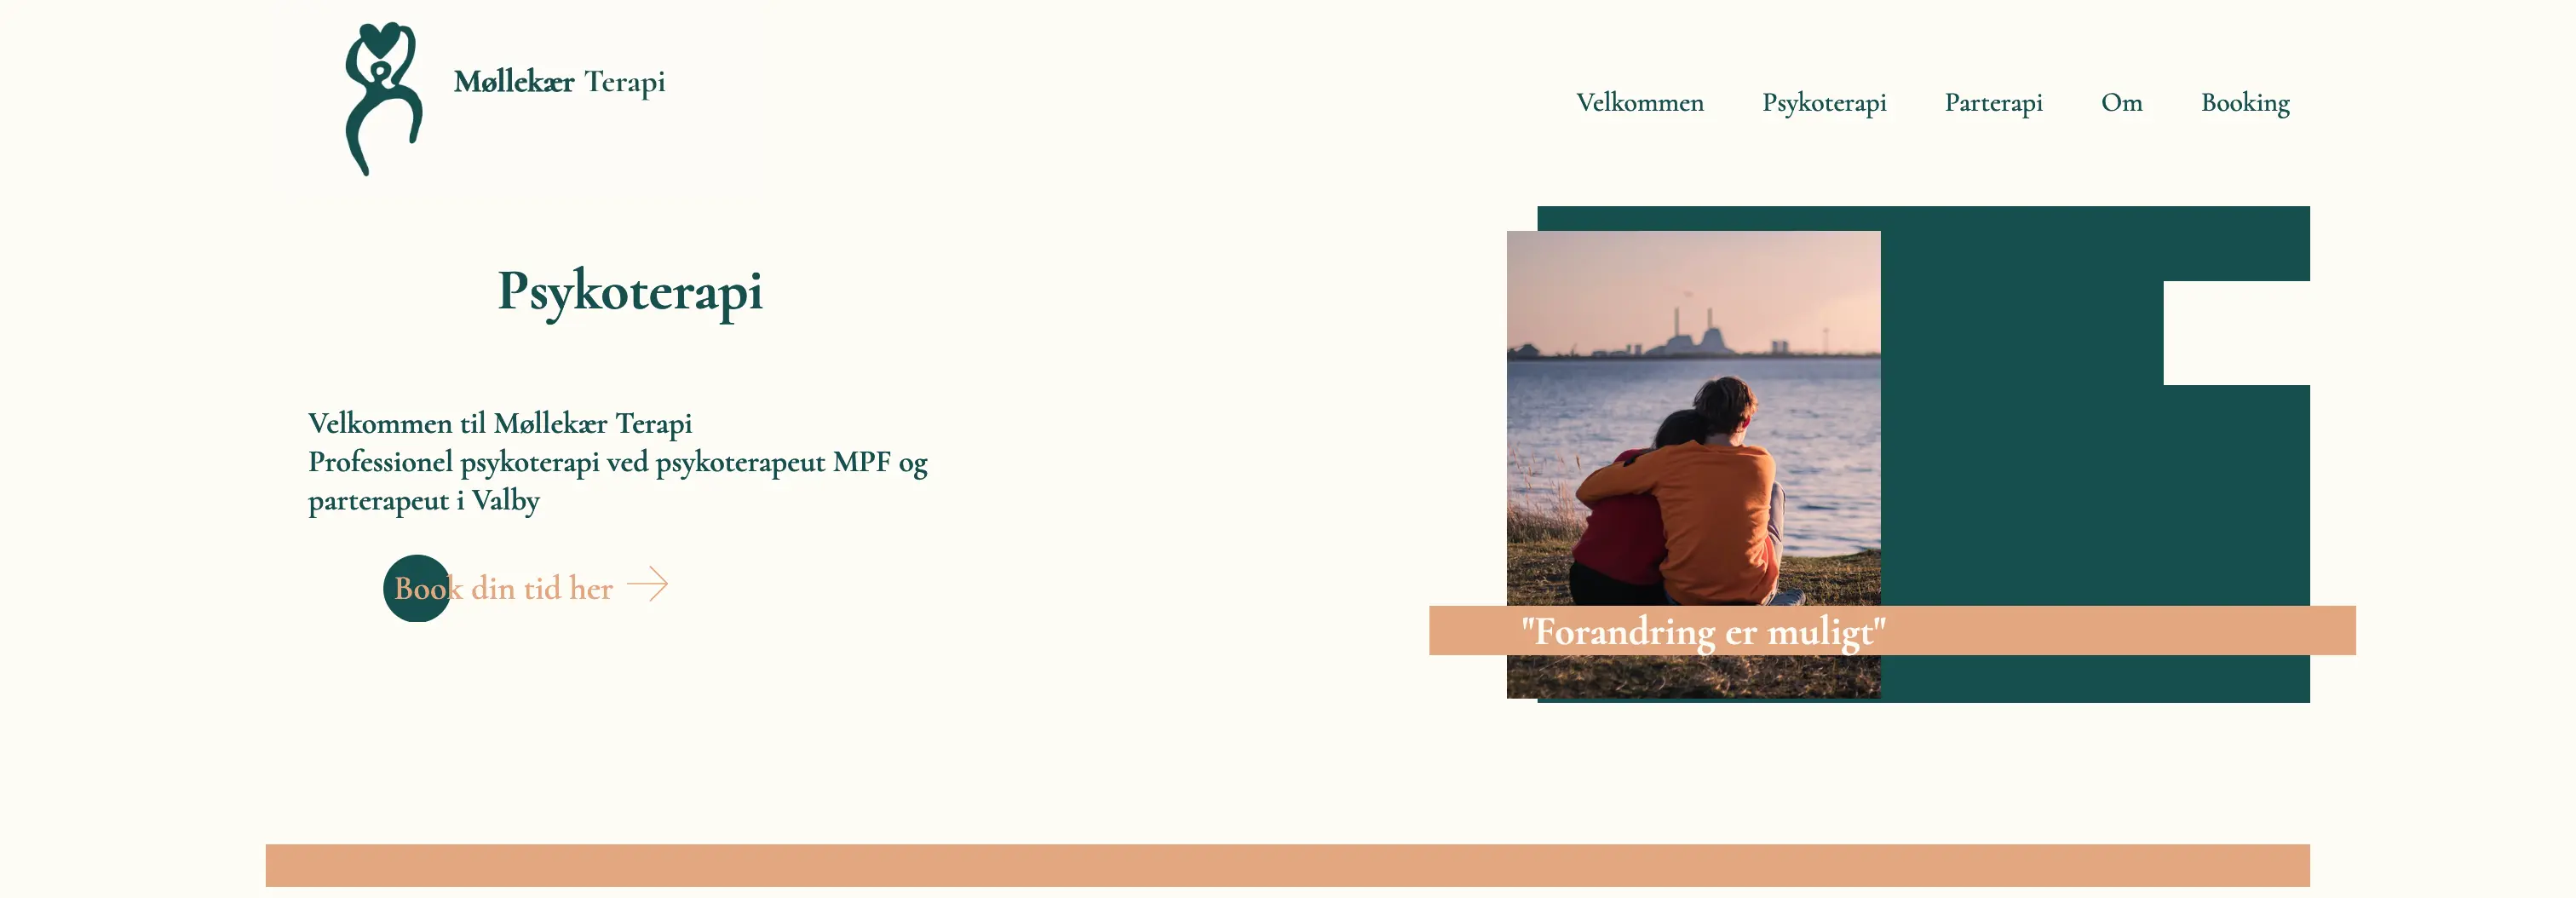 Møllekær Terapi
Velkommen
Psykoterapi
Parterapi
Om
Booking
Psykoterapi
Velkommen til Møllekær Terapi
Professionel psykoterapi ved psykoterapeut MPF og
parterapeut i Valby
Book din tid her
"Forandring er muligt"